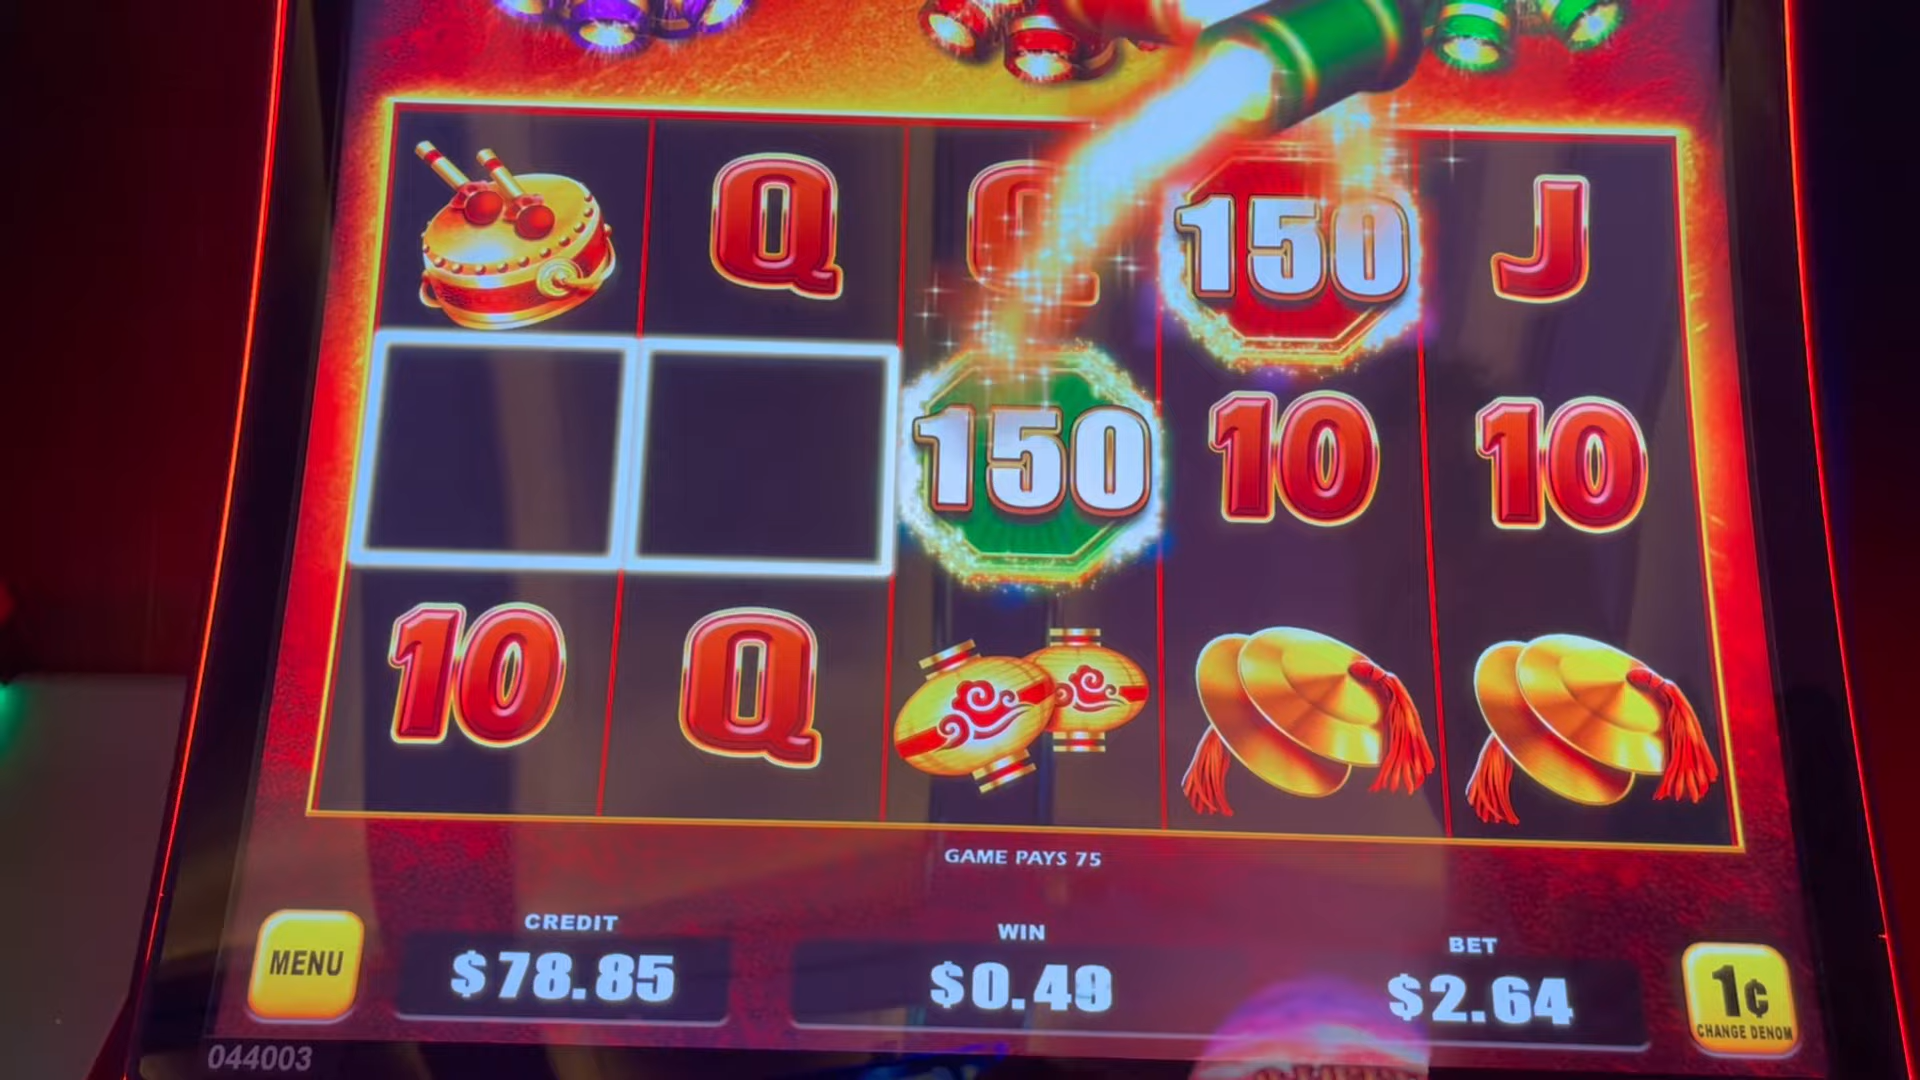 Q Q 150 J
150 10 10
10 Q
GAME PAYS 75
MENU
CREDIT
$78.85
WIN
$0.49
BET
$2.64
1¢
CHANGE DENOM
044003